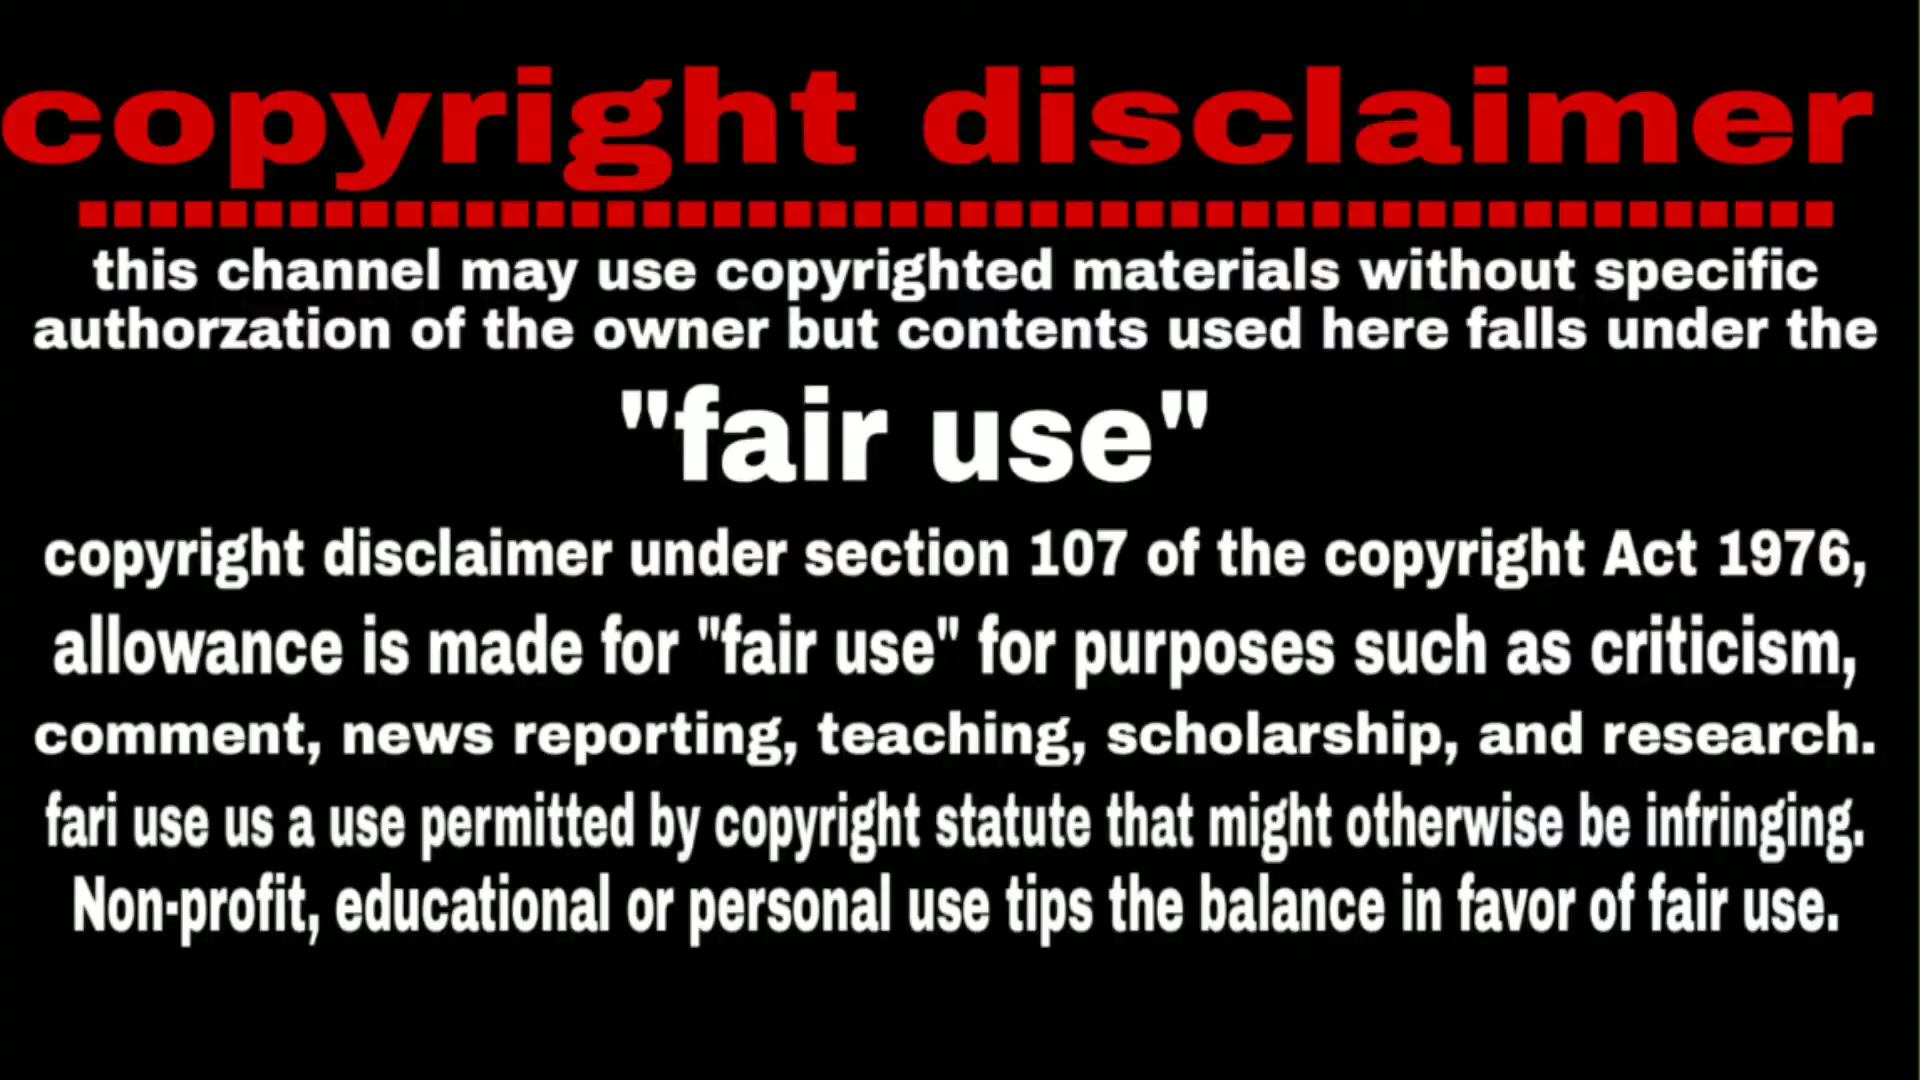 copyright disclaimer
this channel may use copyrighted materials without specific
authorzation of the owner but contents used here falls under the
"fair use"
copyright disclaimer under section 107 of the copyright Act 1976,
allowance is made for "fair use" for purposes such as criticism,
comment, news reporting, teaching, scholarship, and research.
fari use us a use permitted by copyright statute that might otherwise be infringing.
Non-profit, educational or personal use tips the balance in favor of fair use.